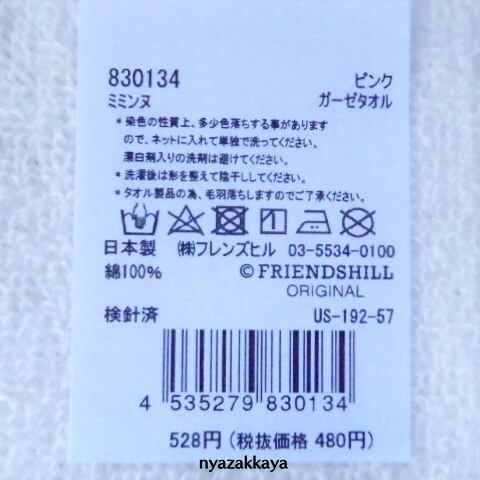 830134 ピンク
ミミンヌ ガーゼタオル
* 染色の性質上、多少色落ちする事があります
ので、ネットに入れて単独で洗ってください。
漂白剤入りの洗剤は避けてください。
* 洗濯後は形を整えて陰干ししてください。
* タオル製品の為、毛羽落ちしますのでご了承ください。
日本製 ㈱フレンズヒル 03-5534-0100
綿100% © FRIENDSHILL
ORIGINAL
検針済 US-192-57
4 535279 830134
528円 (税抜価格 480円)
nyazakkaya